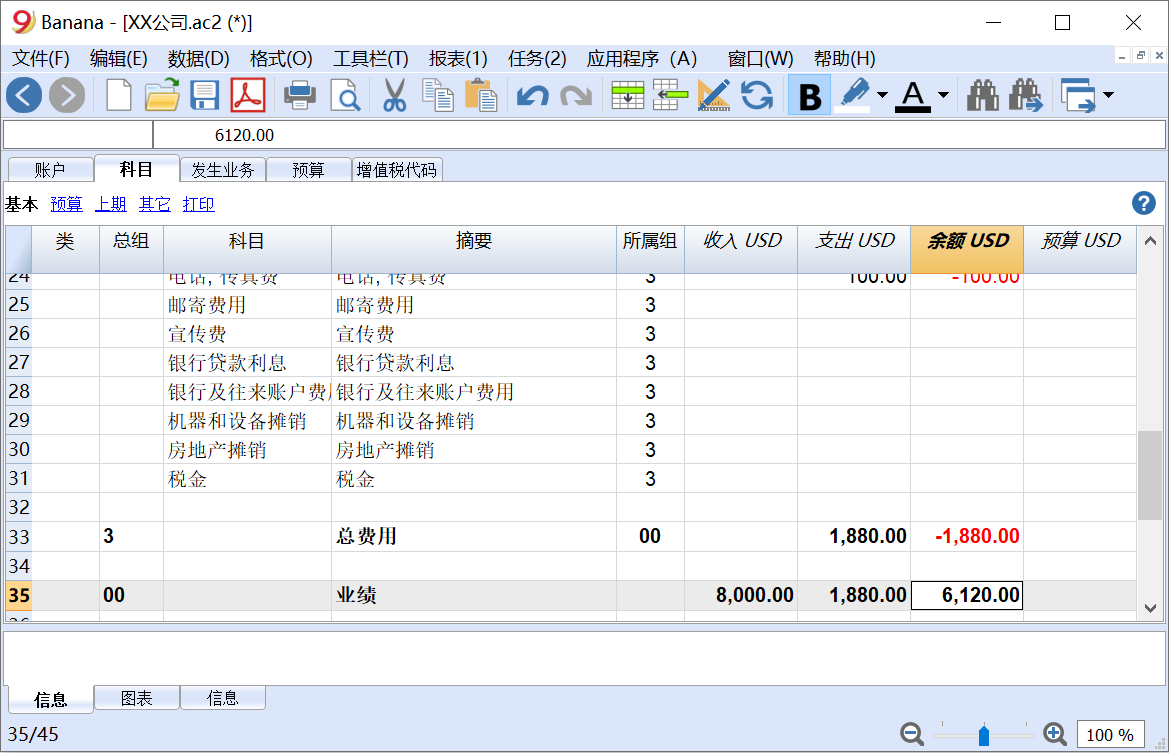 Banana - [XX公司.ac2 (*)]
文件(F) 编辑(E) 数据(D) 格式(O) 工具栏(T) 报表(1) 任务(2) 应用程序（A） 窗口(W) 帮助(H)
B A
6120.00
账户 科目 发生业务 预算 增值税代码
基本 预算 上期 其它 打印
类 总组 科目 摘要 所属组 收入 USD 支出 USD 余额 USD 预算 USD
24 电话, 传真费 电话, 传真费 3 100.00 -100.00
25 邮寄费用 邮寄费用 3
26 宣传费 宣传费 3
27 银行贷款利息 银行贷款利息 3
28 银行及往来账户费 银行及往来账户费用 3
29 机器和设备摊销 机器和设备摊销 3
30 房地产摊销 房地产摊销 3
31 税金 税金 3
32
33 3 总费用 00 1,880.00 -1,880.00
34
35 00 业绩 8,000.00 1,880.00 6,120.00
信息 图表 信息
35/45 100 %